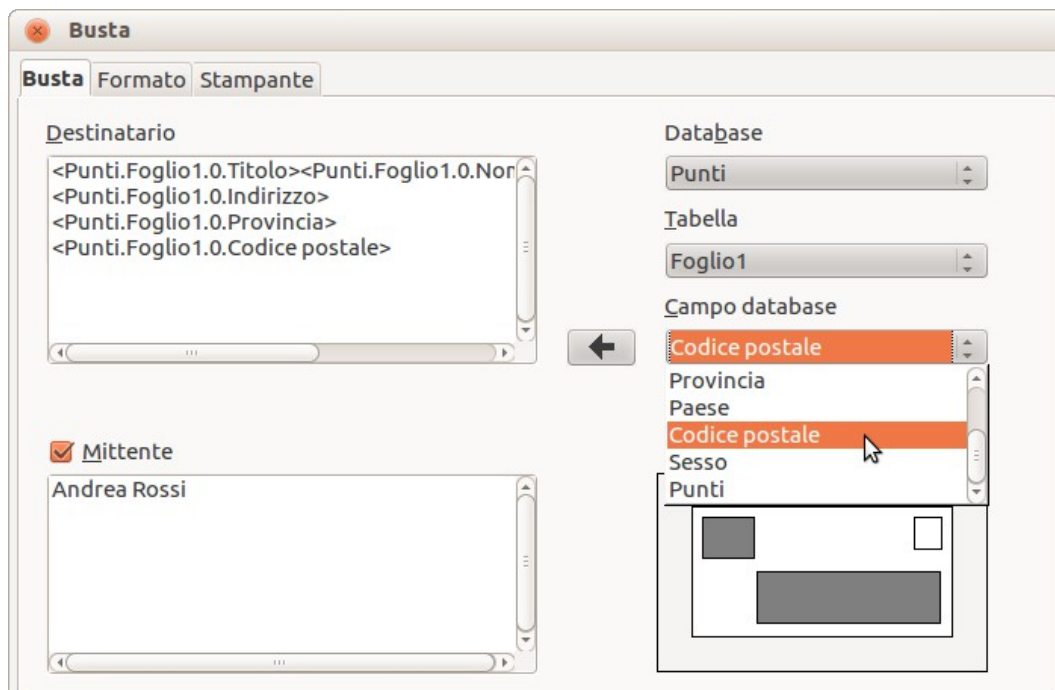 Busta
Busta Formato Stampante
Destinatario
<Punti.Foglio1.0.Titolo><Punti.Foglio1.0.Nor
<Punti.Foglio1.0.Indirizzo>
<Punti.Foglio1.0.Provincia>
<Punti.Foglio1.0.Codice postale>
Mittente
Andrea Rossi
Database
Punti
Tabella
Foglio1
Campo database
Codice postale
Provincia
Paese
Codice postale
Sesso
Punti